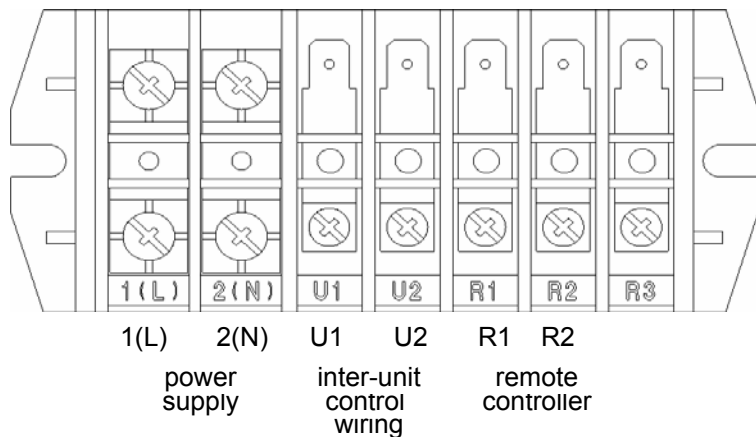 1(L) 2(N) U1 U2 R1 R2 R3
1(L) 2(N) U1 U2 R1 R2
power inter-unit remote
supply control controller
wiring